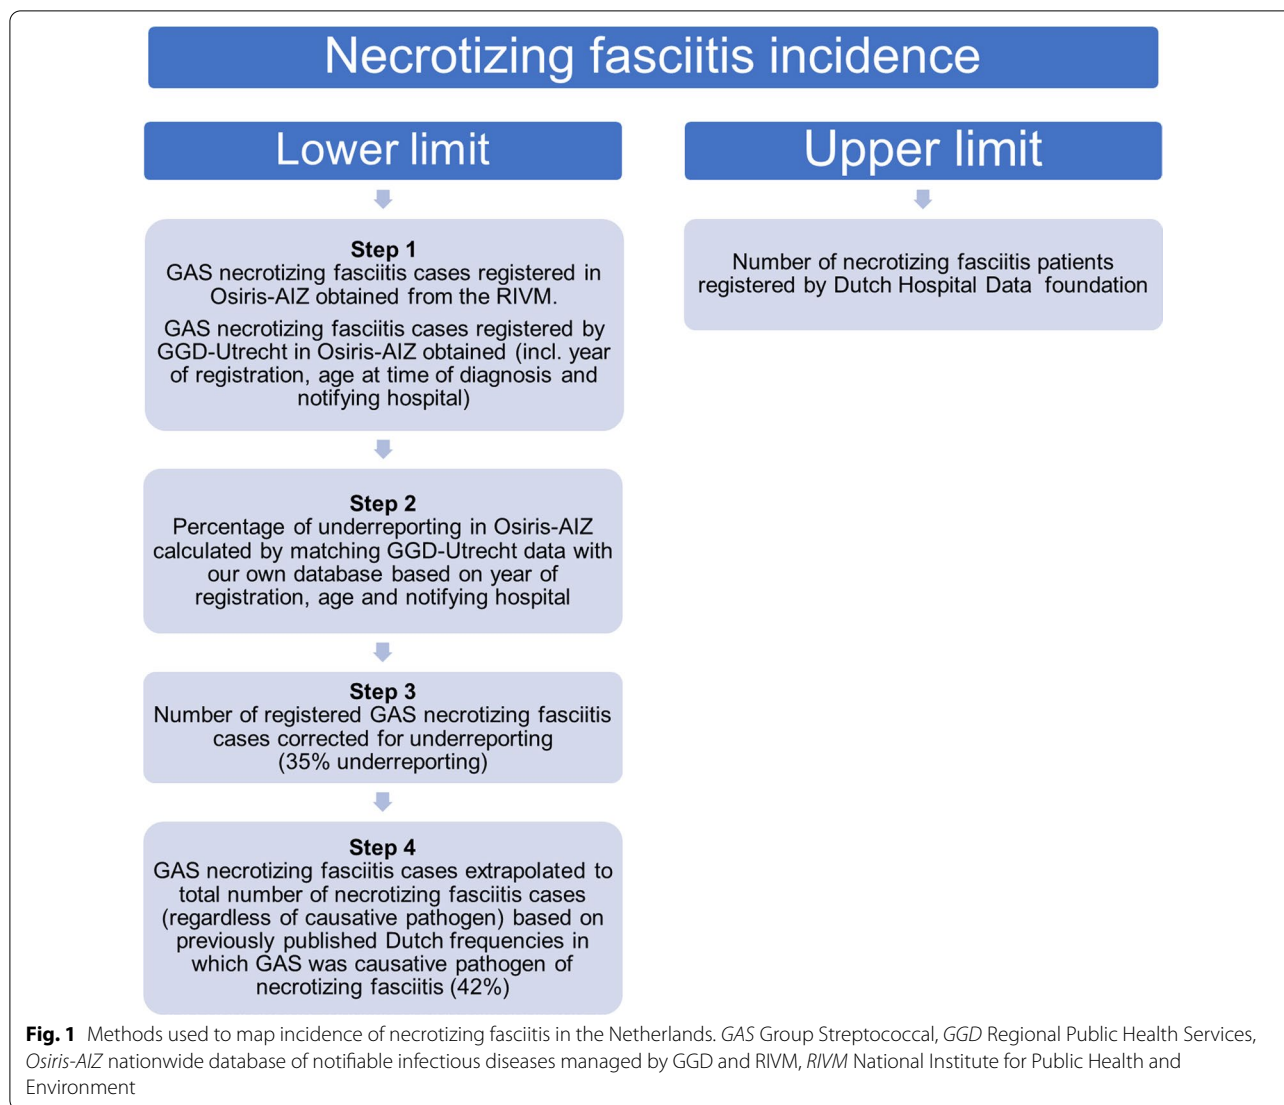 Necrotizing fasciitis incidence
Lower limit
Step 1
GAS necrotizing fasciitis cases registered in
Osiris-AIZ obtained from the RIVM.
GAS necrotizing fasciitis cases registered by
GGD-Utrecht in Osiris-AIZ obtained (incl. year
of registration, age at time of diagnosis and
notifying hospital)
Step 2
Percentage of underreporting in Osiris-AIZ
calculated by matching GGD-Utrecht data with
our own database based on year of
registration, age and notifying hospital
Step 3
Number of registered GAS necrotizing fasciitis
cases corrected for underreporting
(35% underreporting)
Step 4
GAS necrotizing fasciitis cases extrapolated to
total number of necrotizing fasciitis cases
(regardless of causative pathogen) based on
previously published Dutch frequencies in
which GAS was causative pathogen of
necrotizing fasciitis (42%)
Upper limit
Number of necrotizing fasciitis patients
registered by Dutch Hospital Data foundation
Fig. 1 Methods used to map incidence of necrotizing fasciitis in the Netherlands. GAS Group Streptococcal, GGD Regional Public Health Services,
Osiris-AIZ nationwide database of notifiable infectious diseases managed by GGD and RIVM, RIVM National Institute for Public Health and
Environment